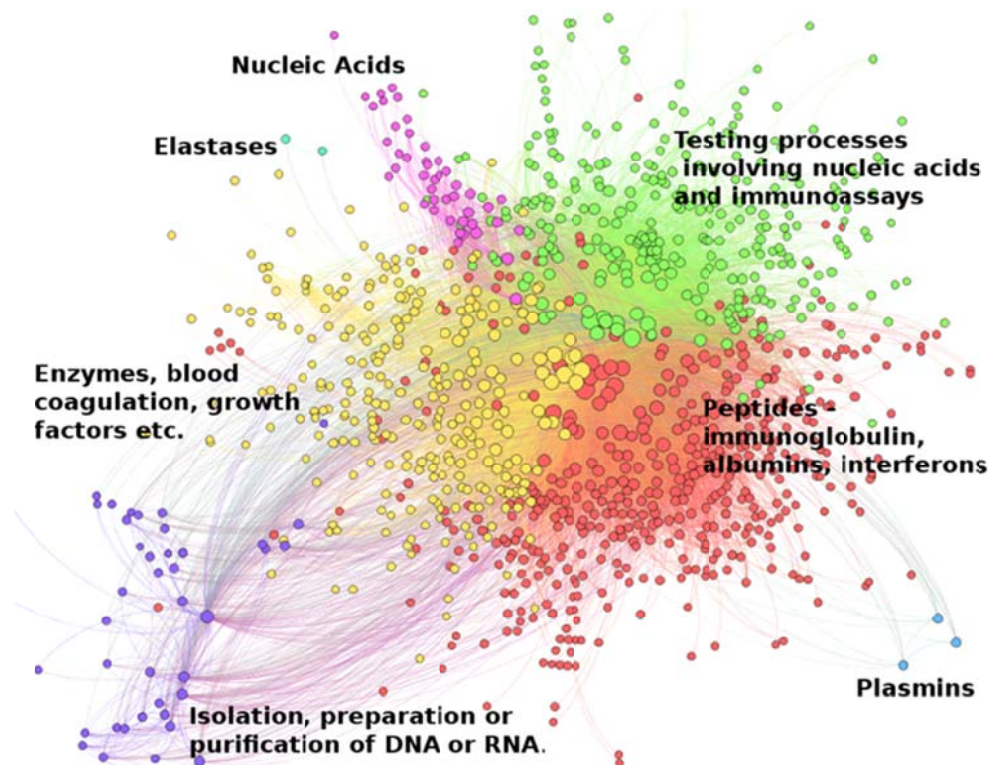 Nucleic Acids
Elastases
Testing processes
involving nucleic acids
and immunoassays
Enzymes, blood
coagulation, growth
factors etc.
Peptides -
immunoglobulin,
albumins, interferons
Plasmins
Isolation, preparation or
purification of DNA or RNA.